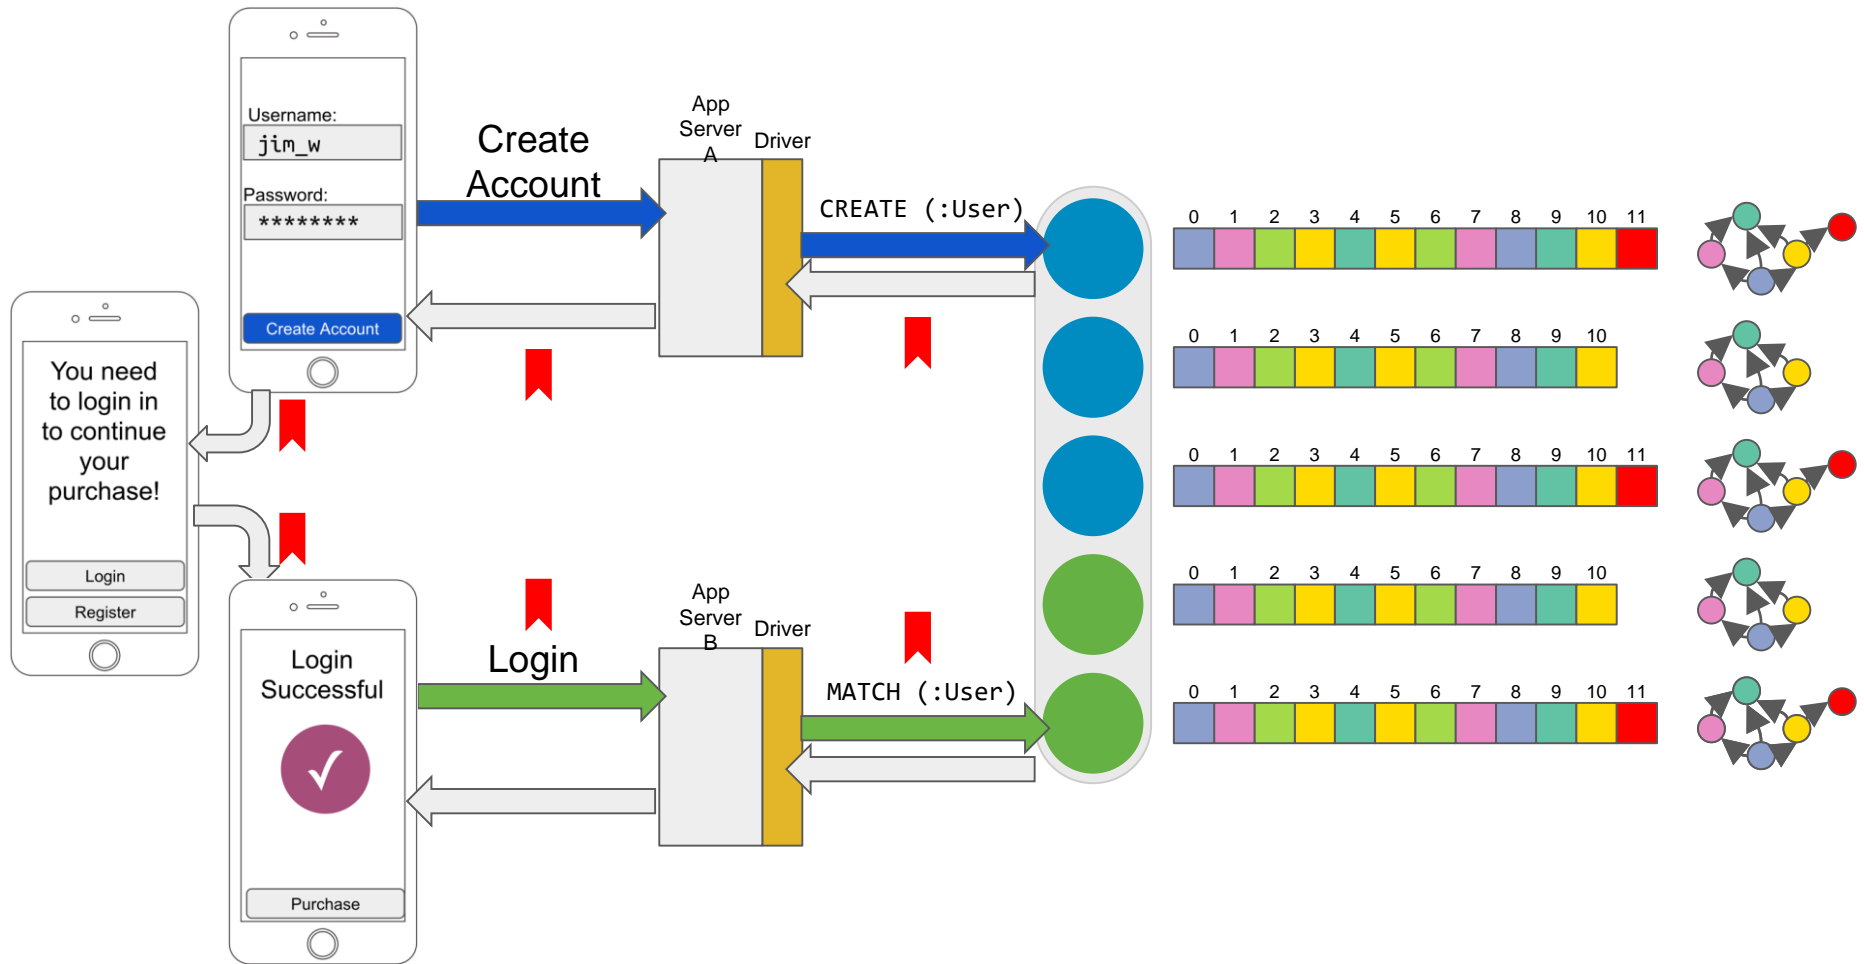 Username:
jim_w
Password:
********
Create Account
You need
to login in
to continue
your
purchase!
Login
Register
Login
Successful
Purchase
Create
Account
App
Server
A
Driver
CREATE (:User)
Login
App
Server
B
Driver
MATCH (:User)
0 1 2 3 4 5 6 7 8 9 10 11
0 1 2 3 4 5 6 7 8 9 10
0 1 2 3 4 5 6 7 8 9 10 11
0 1 2 3 4 5 6 7 8 9 10
0 1 2 3 4 5 6 7 8 9 10 11